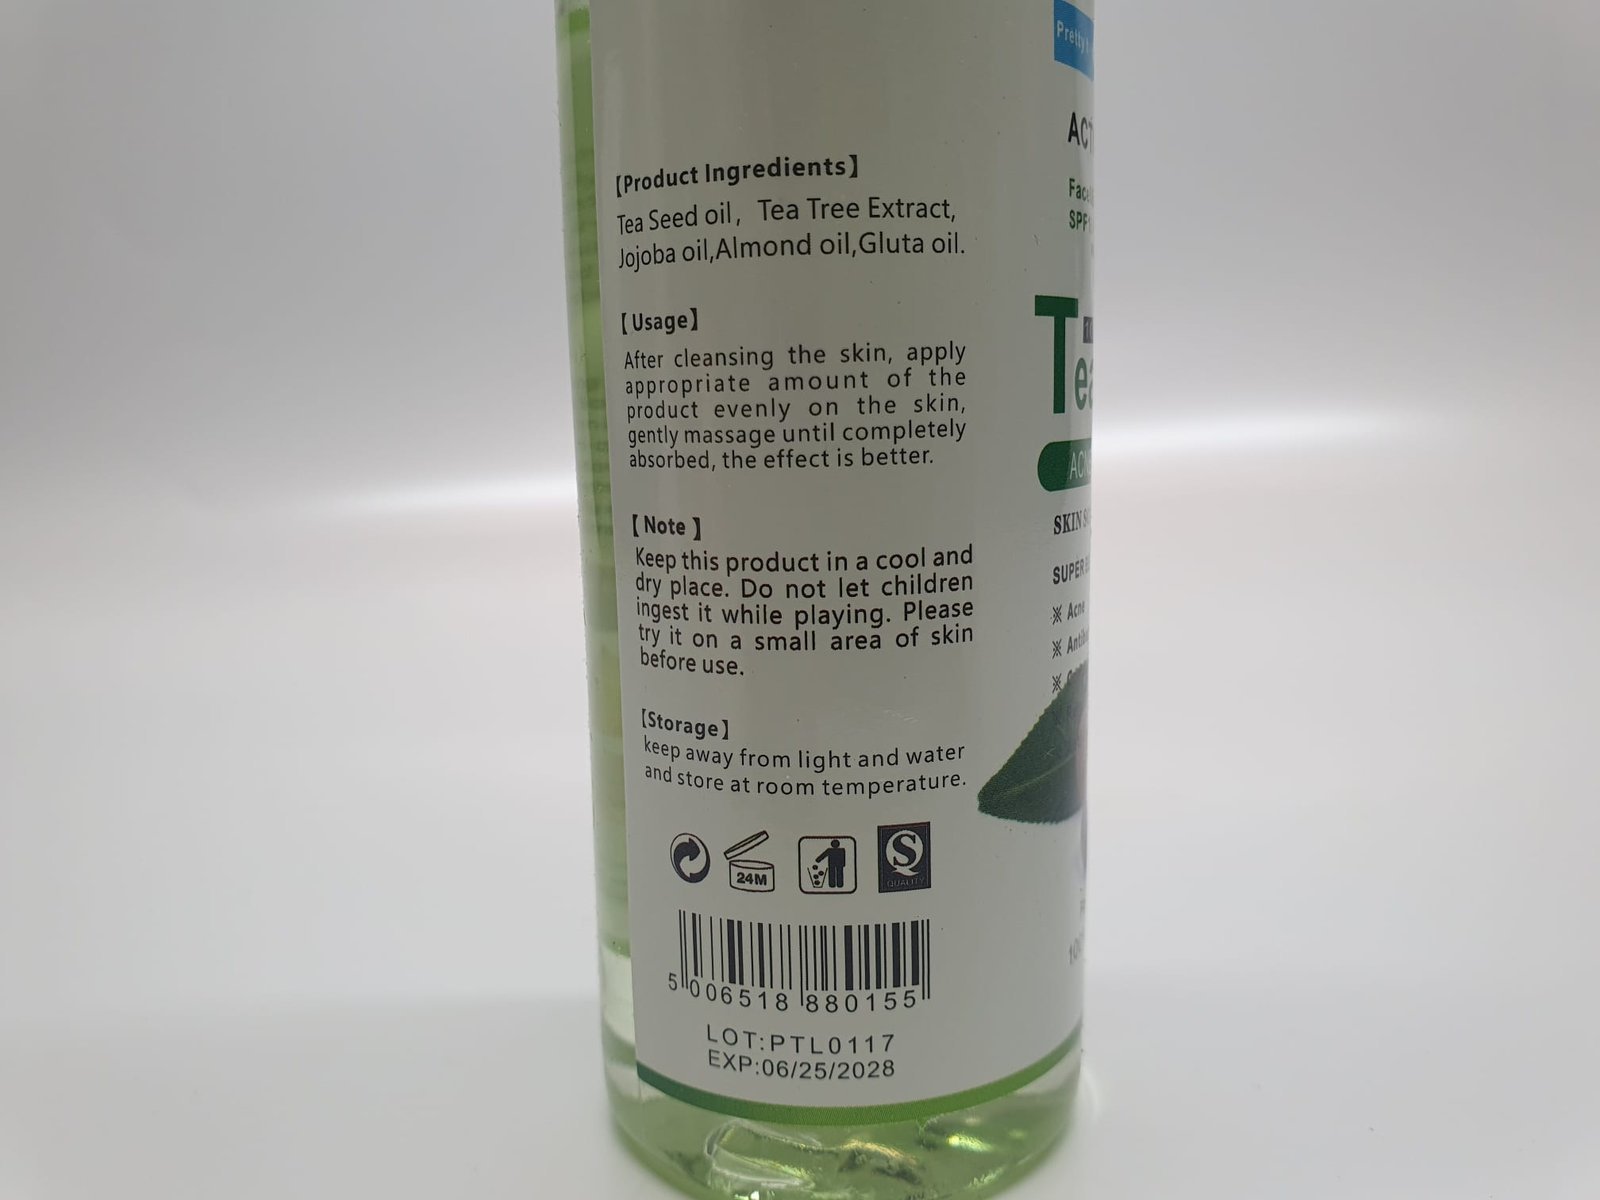 【Product Ingredients】
Tea Seed oil, Tea Tree Extract,
Jojoba oil,Almond oil,Gluta oil.
【Usage】
After cleansing the skin, apply
appropriate amount of the
product evenly on the skin,
gently massage until completely
absorbed, the effect is better.
【Note】
Keep this product in a cool and
dry place. Do not let children
ingest it while playing. Please
try it on a small area of skin
before use.
【Storage】
keep away from light and water
and store at room temperature.
24M
S
QUALITY
5 006518 880155
LOT:PTL0117
EXP:06/25/2028
Pretty
SPF
Tea
SKIN
SUPER
※ Acne
※
※